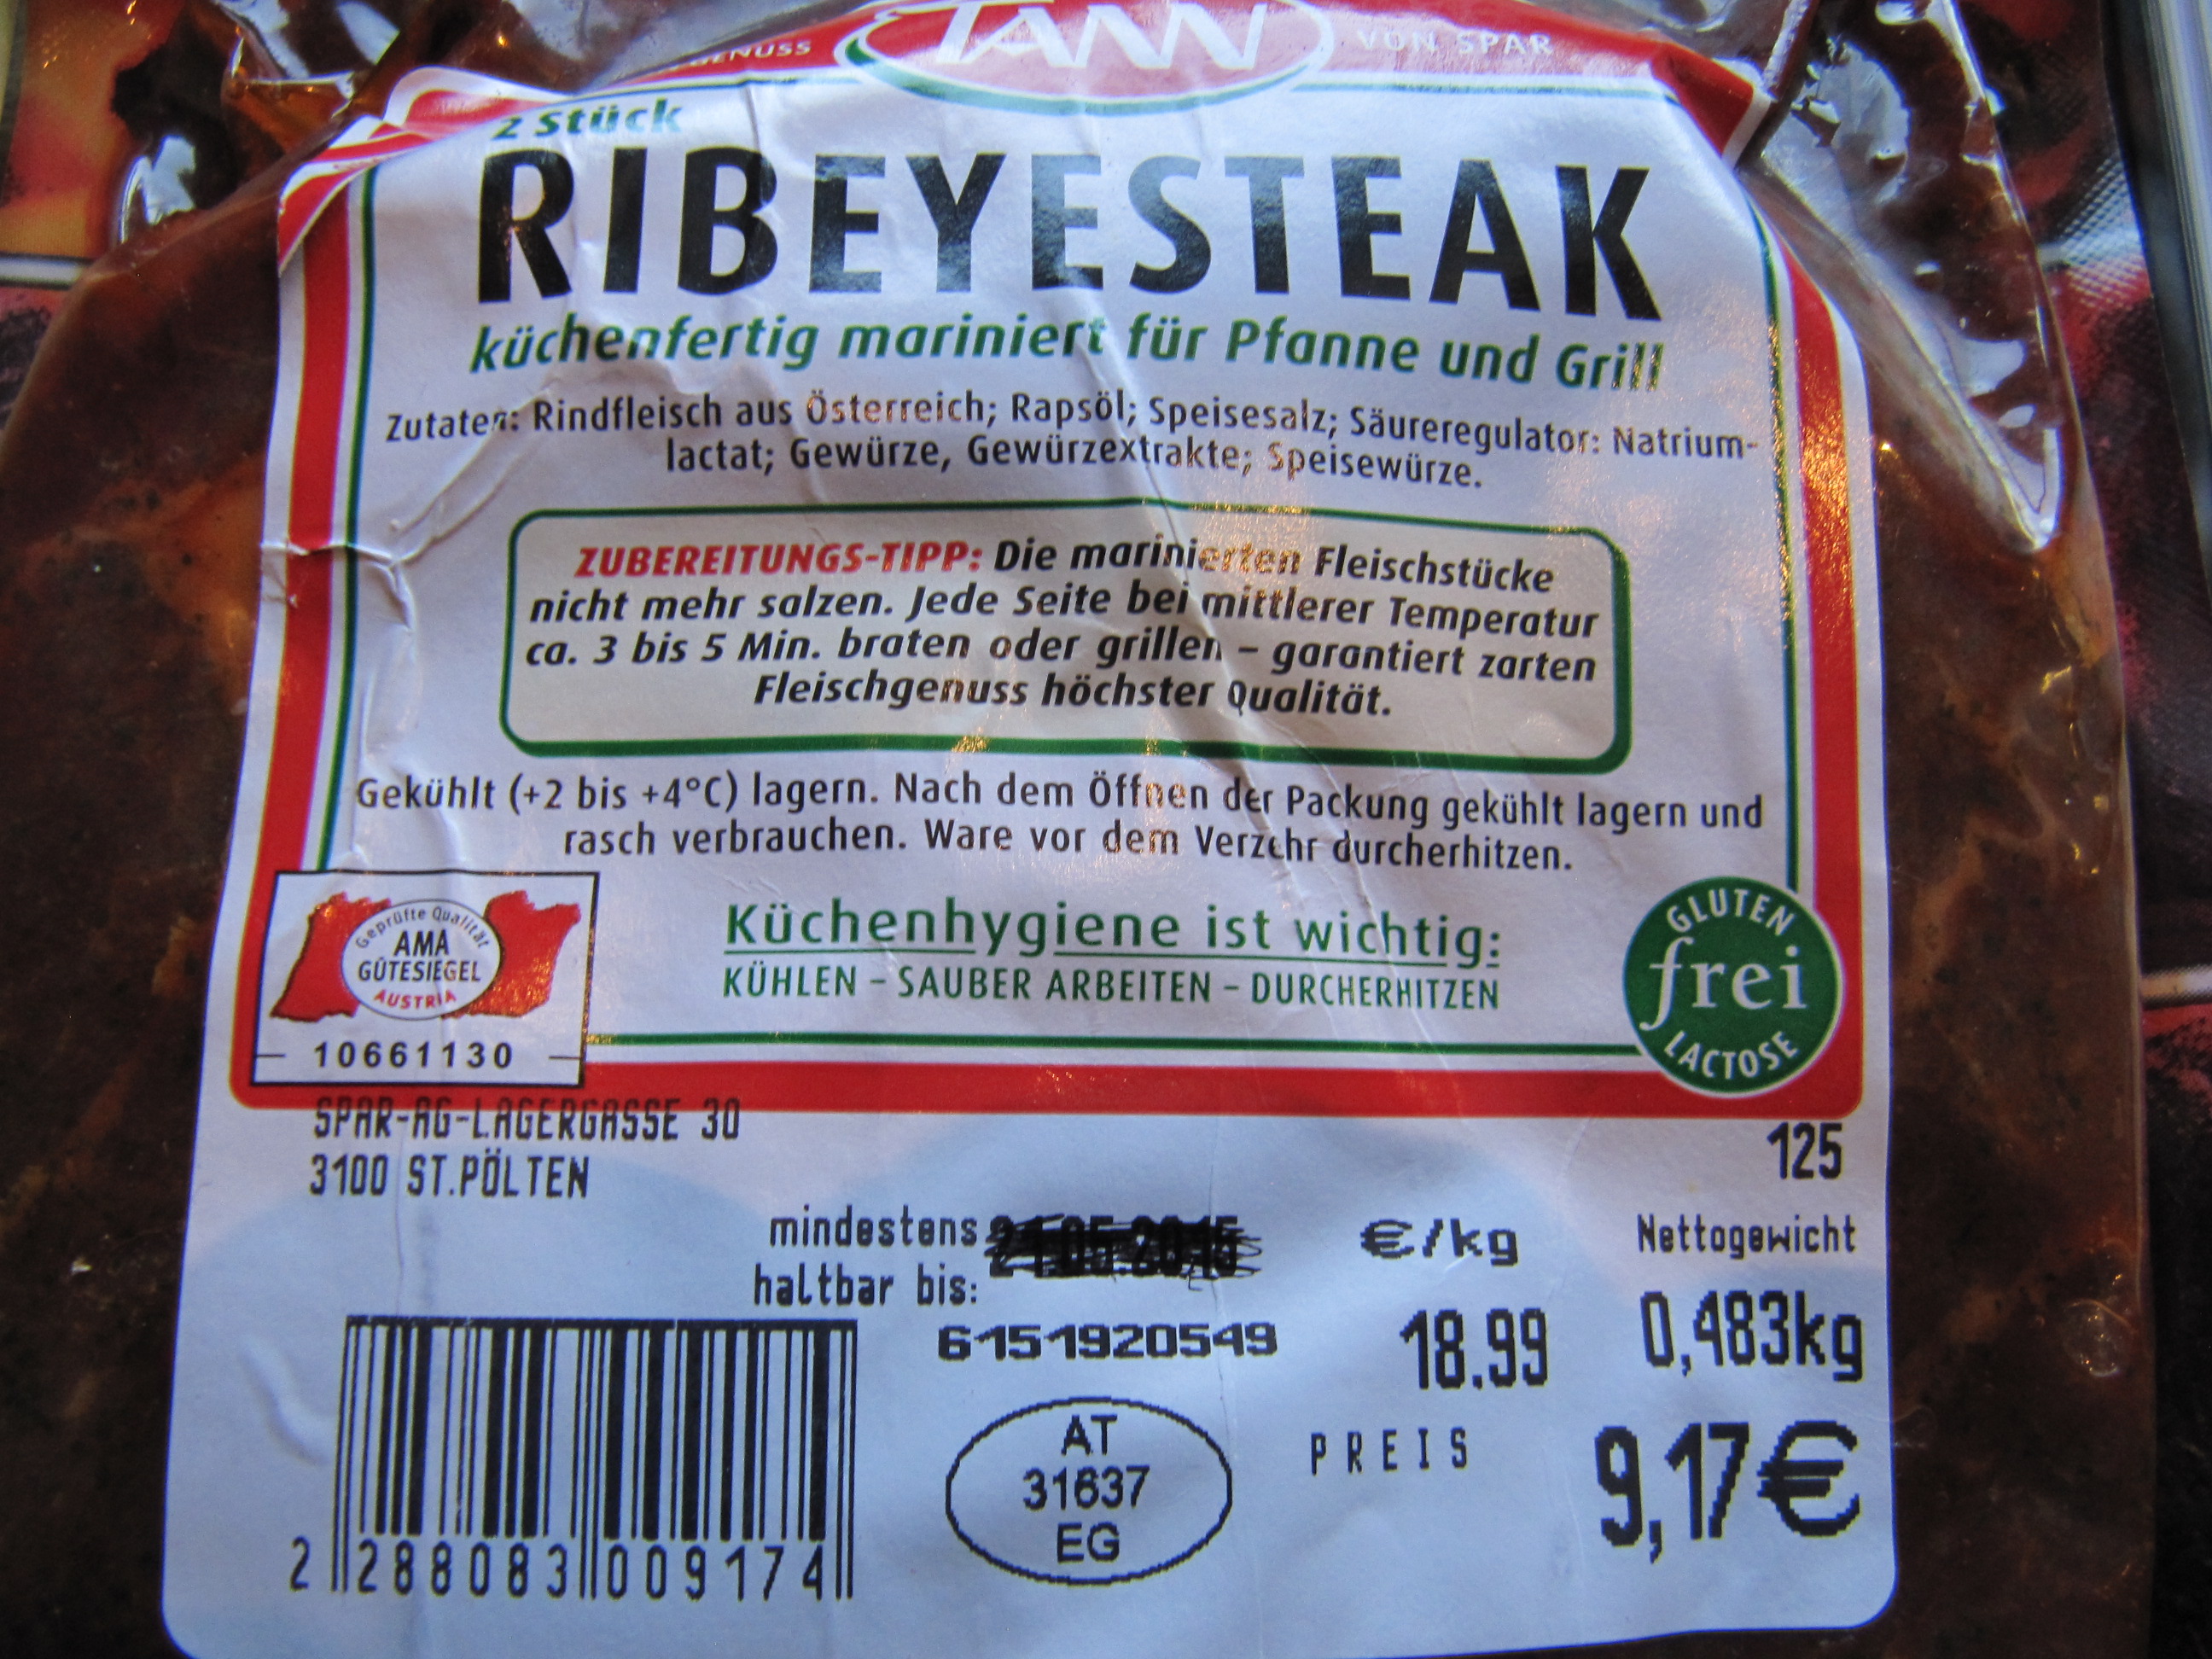 GENUSS TANN VON SPAR
2 Stück
RIBEYESTEAK
küchenfertig mariniert für Pfanne und Grill
Zutaten: Rindfleisch aus Österreich; Rapsöl; Speisesalz; Säureregulator: Natrium-
lactat; Gewürze, Gewürzextrakte; Speisewürze.
ZUBEREITUNGS-TIPP: Die marinierten Fleischstücke
nicht mehr salzen. Jede Seite bei mittlerer Temperatur
ca. 3 bis 5 Min. braten oder grillen – garantiert zarten
Fleischgenuss höchster Qualität.
Gekühlt (+2 bis +4°C) lagern. Nach dem Öffnen der Packung gekühlt lagern und
rasch verbrauchen. Ware vor dem Verzehr durcherhitzen.
Geprüfte Qualität
AMA
GÜTESIEGEL
AUSTRIA
10661130
Küchenhygiene ist wichtig:
KÜHLEN – SAUBER ARBEITEN – DURCHERHITZEN
GLUTEN
frei
LACTOSE
SPAR-AG-LAGERGASSE 30
3100 ST.PÖLTEN
125
mindestens 21.05.2015
haltbar bis:
6151920549
€/kg
18.99
Nettogewicht
0,483kg
AT
31637
EG
PREIS
9,17€
2 288083 009174